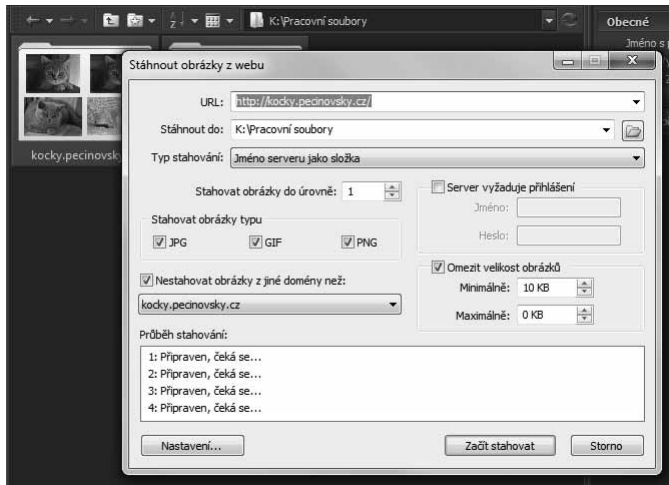 K:\Pracovní soubory
Obecné
Jméno s
kocky.pecinovsk
Stáhnout obrázky z webu
URL: http://kocky.pecinovsky.cz/
Stáhnout do: K:\Pracovní soubory
Typ stahování: Jméno serveru jako složka
Stahovat obrázky do úrovně: 1
Server vyžaduje přihlášení
Jméno:
Heslo:
Stahovat obrázky typu
JPG GIF PNG
Nestahovat obrázky z jiné domény než:
kocky.pecinovsky.cz
Omezit velikost obrázků
Minimálně: 10 KB
Maximálně: 0 KB
Průběh stahování:
1: Připraven, čeká se...
2: Připraven, čeká se...
3: Připraven, čeká se...
4: Připraven, čeká se...
Nastavení... Začít stahovat Storno